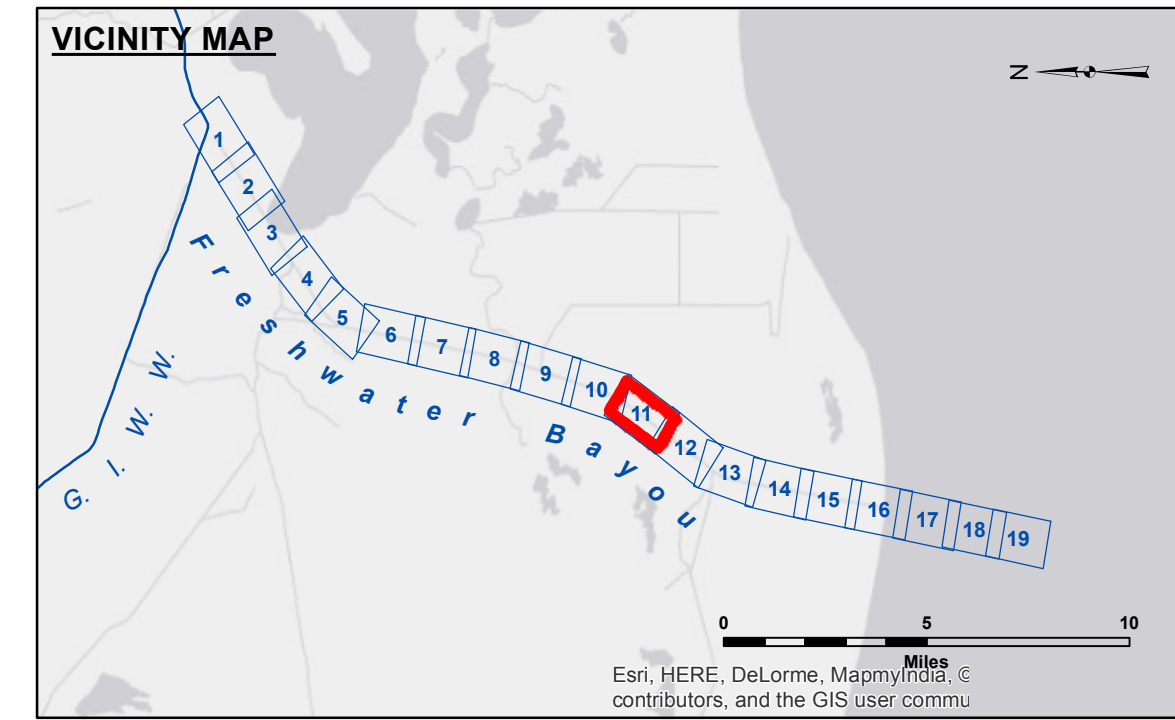 VICINITY MAP
N
1
2
3
4
5
6
7
8
9
10
11
12
13
14
15
16
17
18
19
Freshwater Bayou
G. I. W. W.
0 5 10
Miles
Esri, HERE, DeLorme, MapmyIndia, ©
contributors, and the GIS user commu